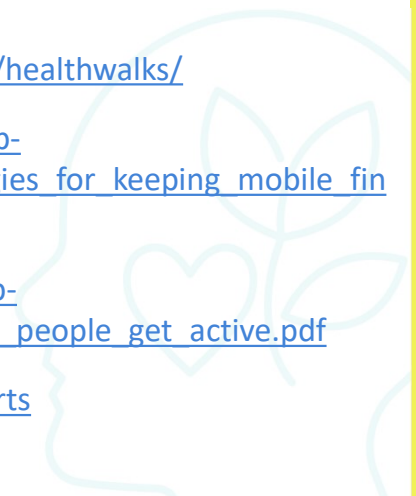 /healthwalks/
ies_for_keeping_mobile_fin
_people_get_active.pdf
rts